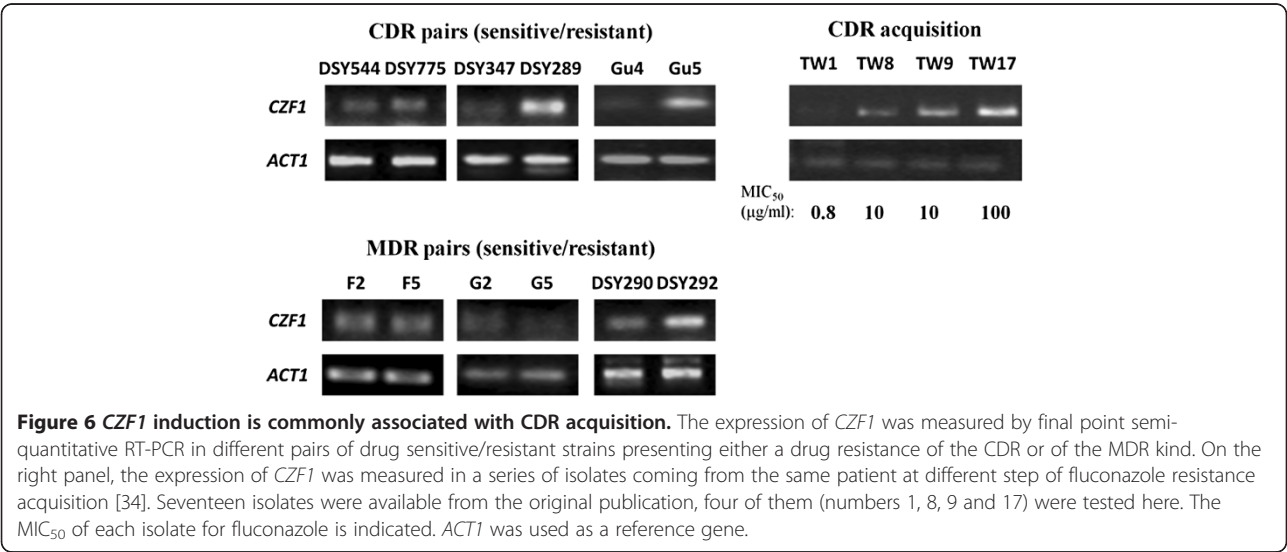 CDR pairs (sensitive/resistant)
DSY544 DSY775 DSY347 DSY289 Gu4 Gu5
CZF1
ACT1
CDR acquisition
TW1 TW8 TW9 TW17
MIC50
(μg/ml): 0.8 10 10 100
MDR pairs (sensitive/resistant)
F2 F5 G2 G5 DSY290 DSY292
CZF1
ACT1
Figure 6 CZF1 induction is commonly associated with CDR acquisition. The expression of CZF1 was measured by final point semi-
quantitative RT-PCR in different pairs of drug sensitive/resistant strains presenting either a drug resistance of the CDR or of the MDR kind. On the
right panel, the expression of CZF1 was measured in a series of isolates coming from the same patient at different step of fluconazole resistance
acquisition [34]. Seventeen isolates were available from the original publication, four of them (numbers 1, 8, 9 and 17) were tested here. The
MIC50 of each isolate for fluconazole is indicated. ACT1 was used as a reference gene.